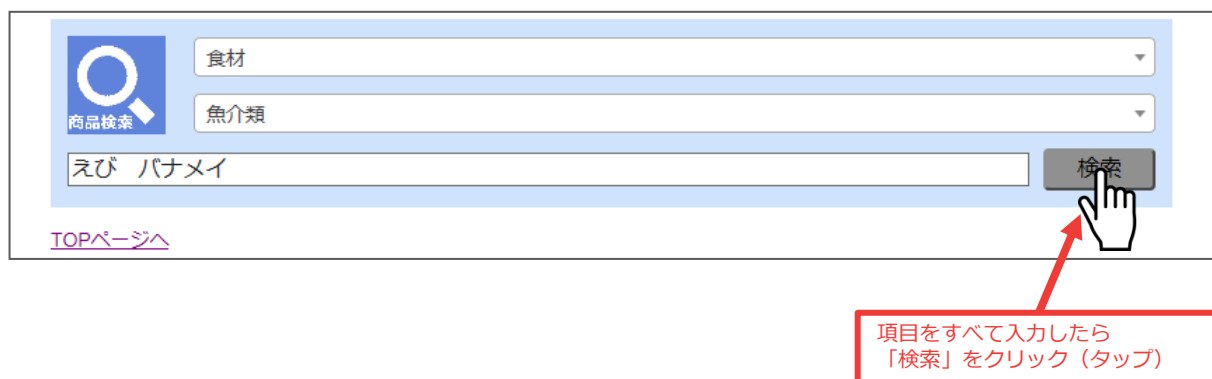 食材
商品検索
魚介類
えび　バナメイ
検索
TOPページへ
項目をすべて入力したら
「検索」をクリック（タップ）